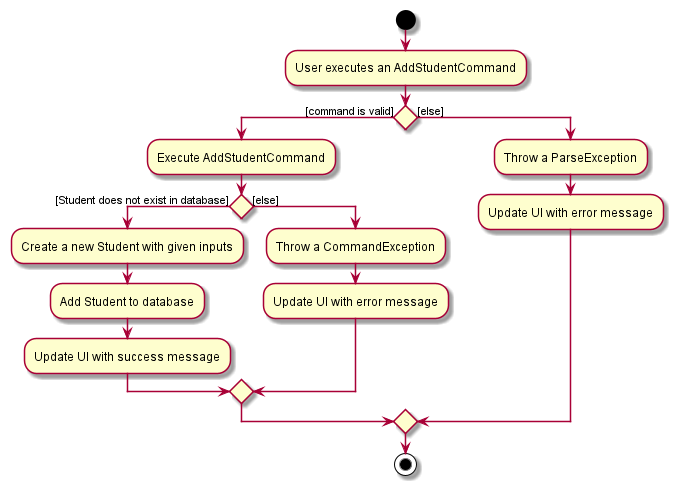 User executes an AddStudentCommand
[command is valid]
[else]
Execute AddStudentCommand
Throw a ParseException
[Student does not exist in database]
[else]
Update UI with error message
Create a new Student with given inputs
Throw a CommandException
Add Student to database
Update UI with error message
Update UI with success message